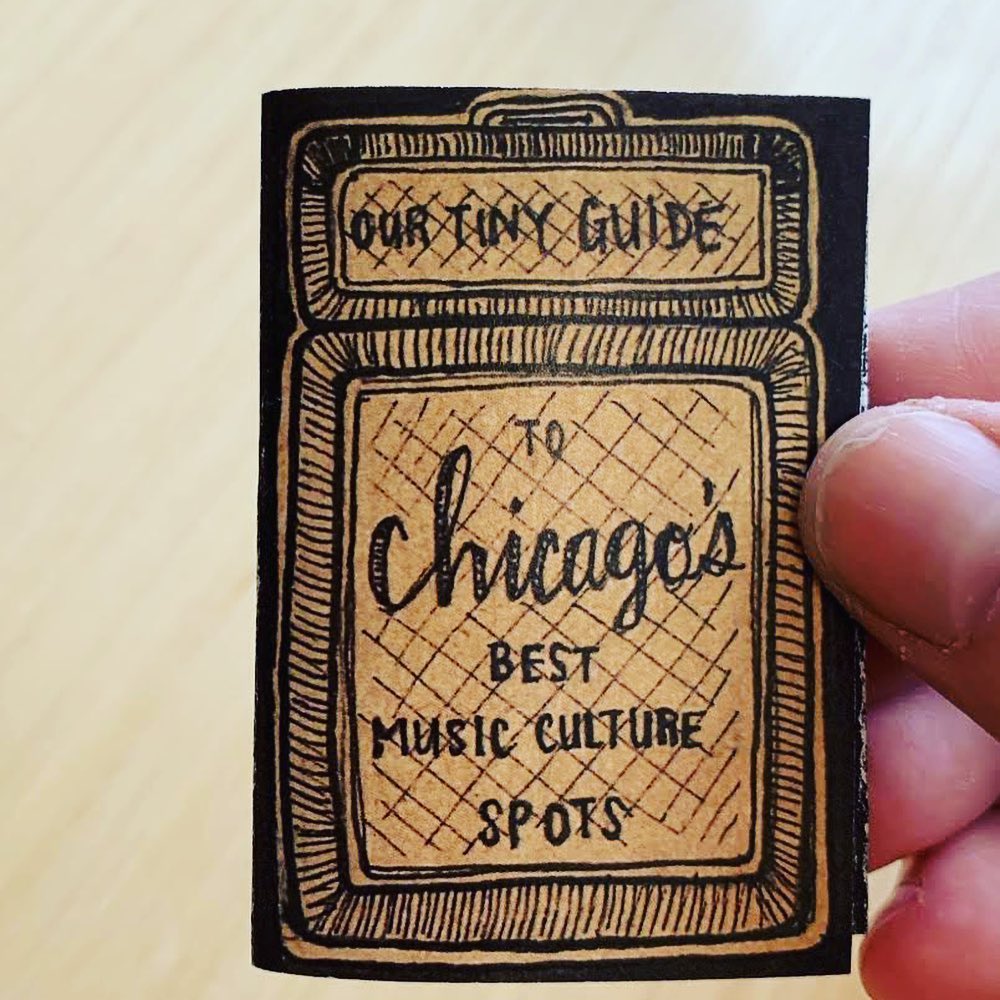 OUR TINY GUIDE
TO
Chicago's
BEST
MUSIC CULTURE
SPOTS